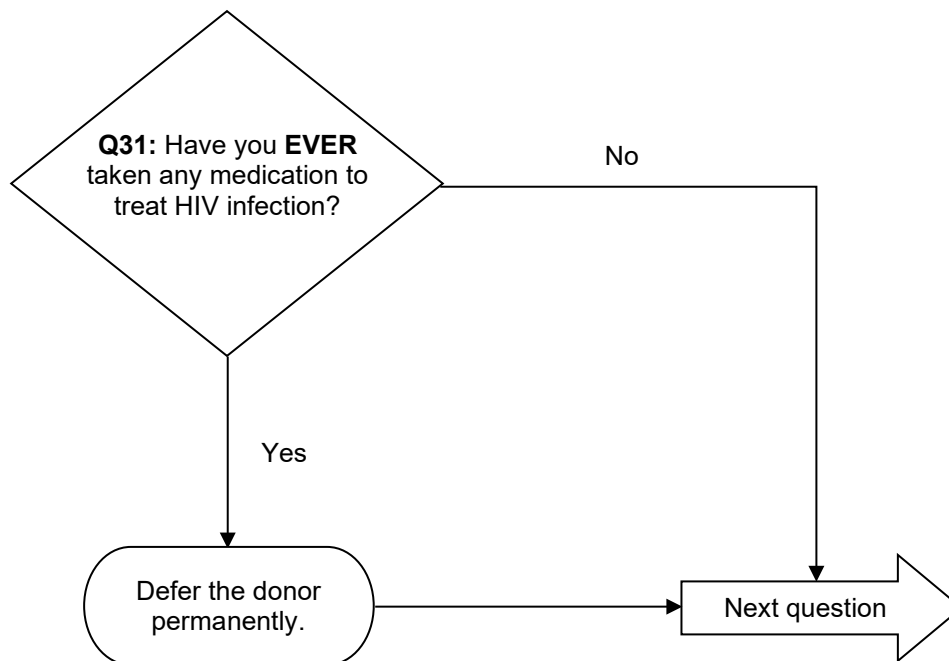 Q31: Have you EVER
taken any medication to
treat HIV infection?
No
Yes
Defer the donor
permanently.
Next question